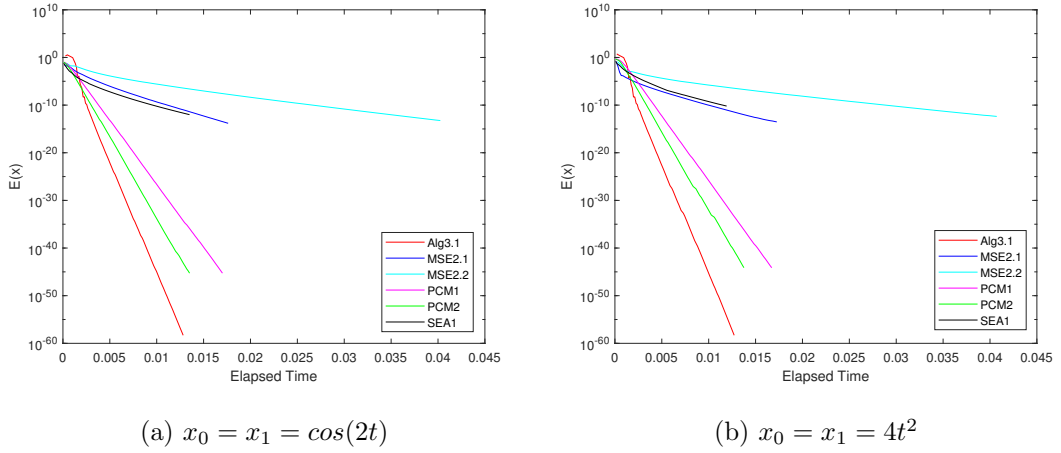 10^10
10^0
10^-10
10^-20
10^-30
10^-40
10^-50
10^-60
E(x)
0 0.005 0.01 0.015 0.02 0.025 0.03 0.035 0.04 0.045
Elapsed Time
Alg3.1
MSE2.1
MSE2.2
PCM1
PCM2
SEA1
(a) x_0 = x_1 = cos(2t)
10^10
10^0
10^-10
10^-20
10^-30
10^-40
10^-50
10^-60
E(x)
0 0.005 0.01 0.015 0.02 0.025 0.03 0.035 0.04 0.045
Elapsed Time
Alg3.1
MSE2.1
MSE2.2
PCM1
PCM2
SEA1
(b) x_0 = x_1 = 4t^2